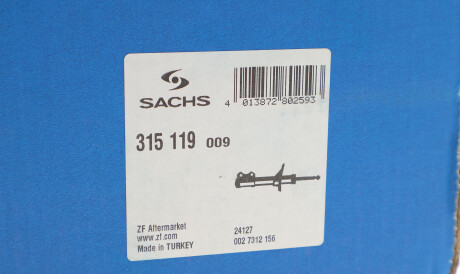 SACHS
4 013872 802593
315 119 009
ZF Aftermarket
www.zf.com
Made in TURKEY
24127
002 7312 156